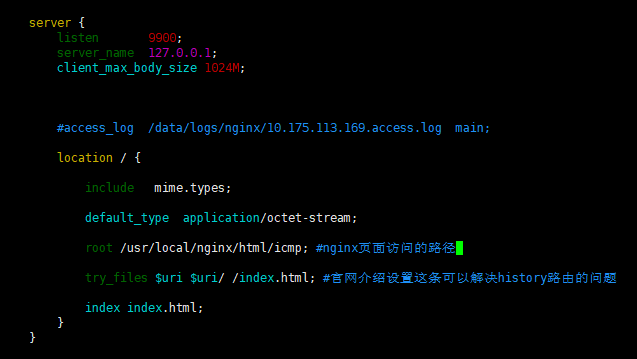 server {
listen 9900;
server_name 127.0.0.1;
client_max_body_size 1024M;
#access_log /data/logs/nginx/10.175.113.169.access.log main;
location / {
include mime.types;
default_type application/octet-stream;
root /usr/local/nginx/html/icmp; #nginx页面访问的路径
try_files $uri $uri/ /index.html; #官网介绍设置这条可以解决history路由的问题
index index.html;
}
}